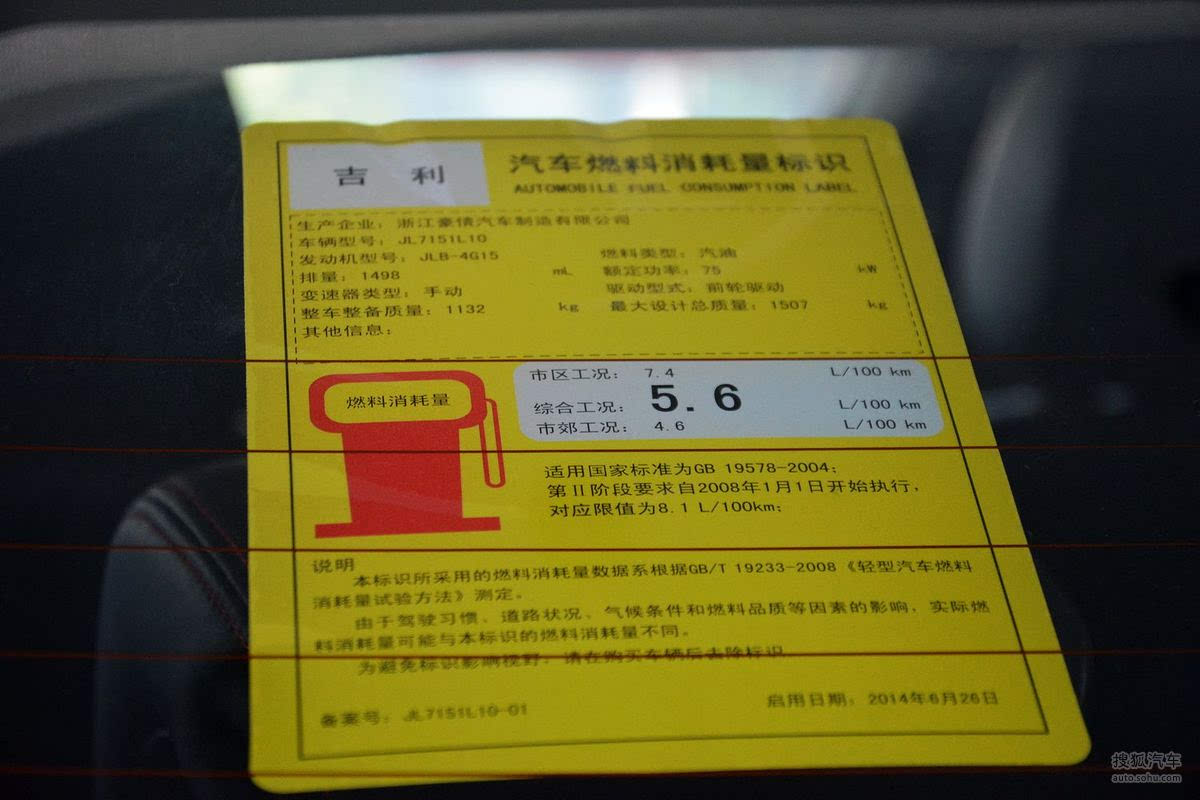 吉 利
汽车燃料消耗量标识
AUTOMOBILE FUEL CONSUMPTION LABEL
生产企业：浙江豪情汽车制造有限公司
车辆型号：JL7151L10
发动机型号：JLB-4G15 燃料类型：汽油
排量：1498 mL 额定功率：75 kW
变速器类型：手动 驱动型式：前轮驱动
整车整备质量：1132 kg 最大设计总质量：1507 kg
其他信息：
燃料消耗量
市区工况： 7.4 L/100 km
综合工况： 5.6 L/100 km
市郊工况： 4.6 L/100 km
适用国家标准为GB 19578-2004；
第Ⅱ阶段要求自2008年1月1日开始执行，
对应限值为8.1 L/100km；
说明
本标识所采用的燃料消耗量数据系根据GB/T 19233-2008《轻型汽车燃料
消耗量试验方法》测定。
由于驾驶习惯、道路状况、气候条件和燃料品质等因素的影响，实际燃
料消耗量可能与本标识的燃料消耗量不同。
为避免标识影响视野，请在购买车辆后去除标识.
备案号：JL7151L10-01 启用日期：2014年6月26日
搜狐汽车
auto.sohu.com